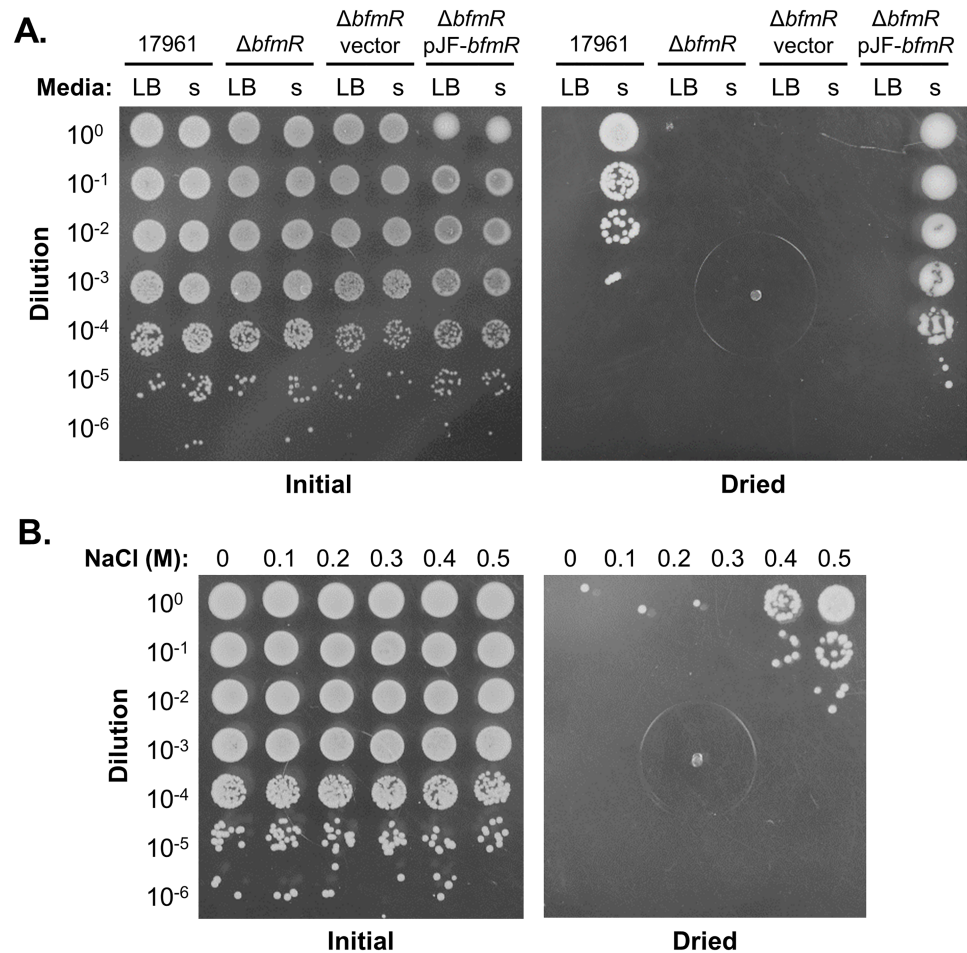 A.
17961 ΔbfmR ΔbfmR vector ΔbfmR pJF-bfmR 17961 ΔbfmR ΔbfmR vector ΔbfmR pJF-bfmR
Media: LB s LB s LB s LB s LB s LB s LB s LB s
Dilution
10⁰
10⁻¹
10⁻²
10⁻³
10⁻⁴
10⁻⁵
10⁻⁶
Initial Dried
B.
NaCl (M): 0 0.1 0.2 0.3 0.4 0.5 0 0.1 0.2 0.3 0.4 0.5
Dilution
10⁰
10⁻¹
10⁻²
10⁻³
10⁻⁴
10⁻⁵
10⁻⁶
Initial Dried